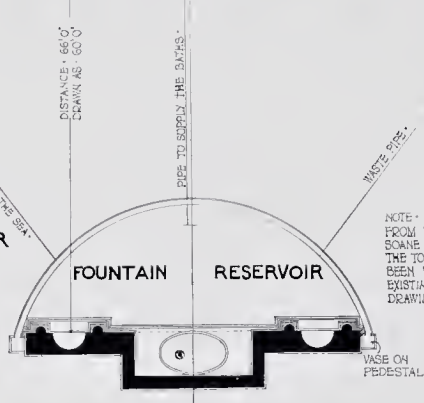 DISTANCE · 66'0"
DRAWN AS · 60'0"
PIPE TO SUPPLY THE BATHS ·
WASTE PIPE ·
THE SEA ·
R
FOUNTAIN RESERVOIR
NOTE ·
FROM
SOANE
THE TO
BEEN
EXISTI
DRAWI
VASE ON
PEDESTAL